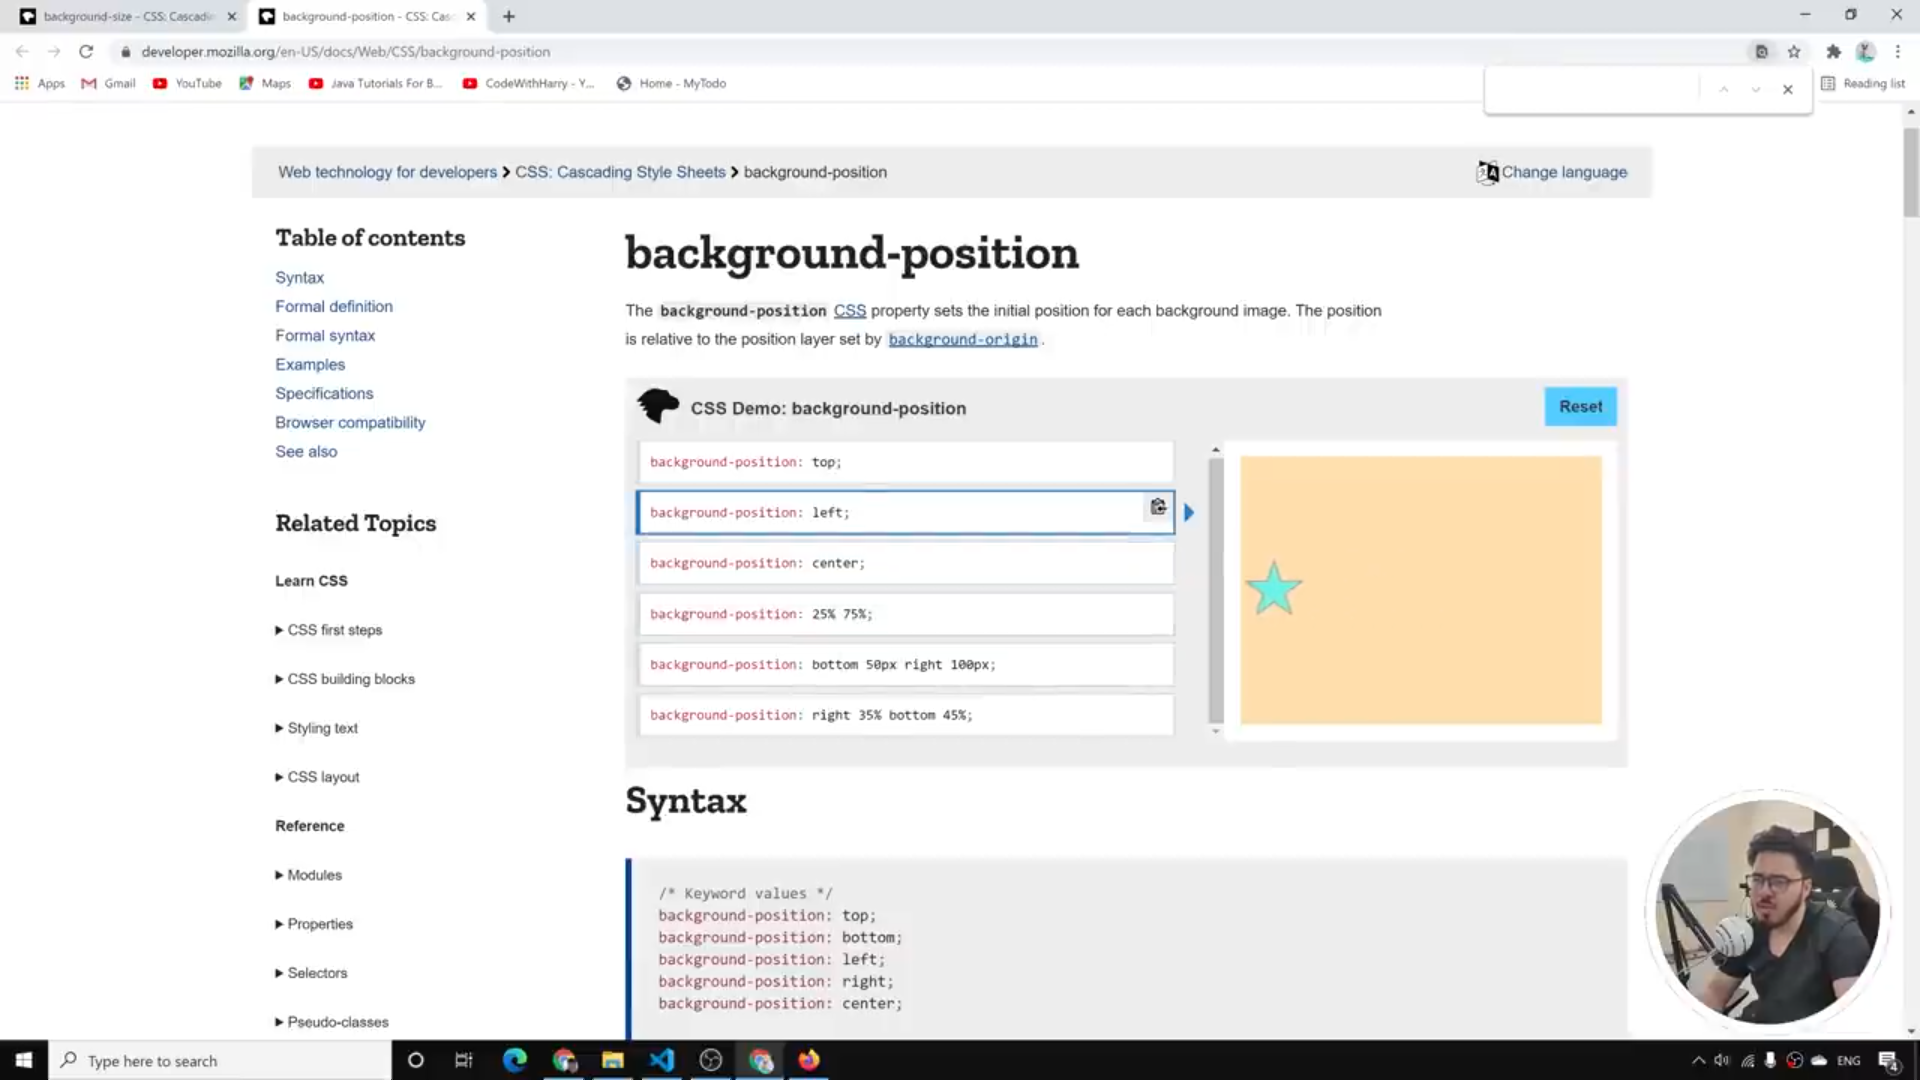 background-size - CSS: Cascadin
background-position - CSS: Cas
developer.mozilla.org/en-US/docs/Web/CSS/background-position
Apps
Gmail
YouTube
Maps
Java Tutorials For B...
CodeWithHarry - Y...
Home - MyTodo
Reading list
Web technology for developers
CSS: Cascading Style Sheets
background-position
Change language
Table of contents
Syntax
Formal definition
Formal syntax
Examples
Specifications
Browser compatibility
See also
Related Topics
Learn CSS
CSS first steps
CSS building blocks
Styling text
CSS layout
Reference
Modules
Properties
Selectors
Pseudo-classes
background-position
The background-position CSS property sets the initial position for each background image. The position
is relative to the position layer set by background-origin .
CSS Demo: background-position
Reset
background-position: top;
background-position: left;
background-position: center;
background-position: 25% 75%;
background-position: bottom 50px right 100px;
background-position: right 35% bottom 45%;
Syntax
/* Keyword values */
background-position: top;
background-position: bottom;
background-position: left;
background-position: right;
background-position: center;
Type here to search
ENG
4